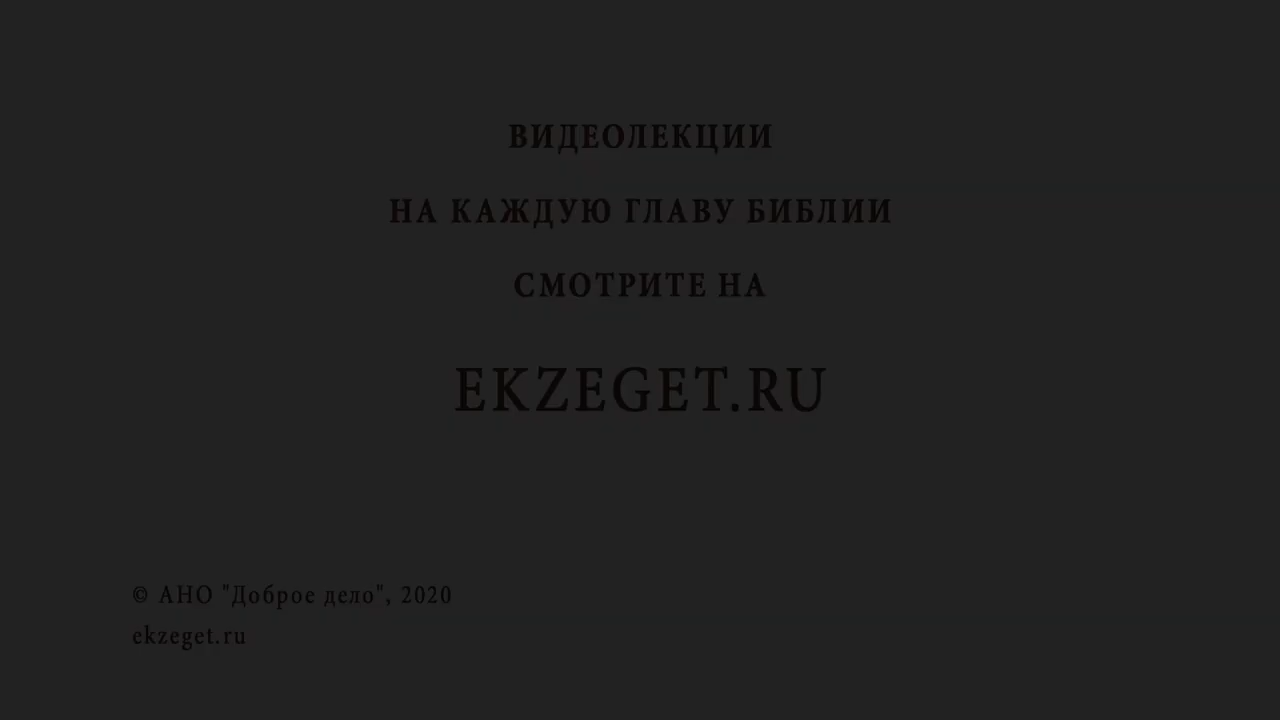 ВИДЕОЛЕКЦИИ
НА КАЖДУЮ ГЛАВУ БИБЛИИ
СМОТРИТЕ НА
EKZEGET.RU
© АНО "Доброе дело", 2020
ekzeget.ru